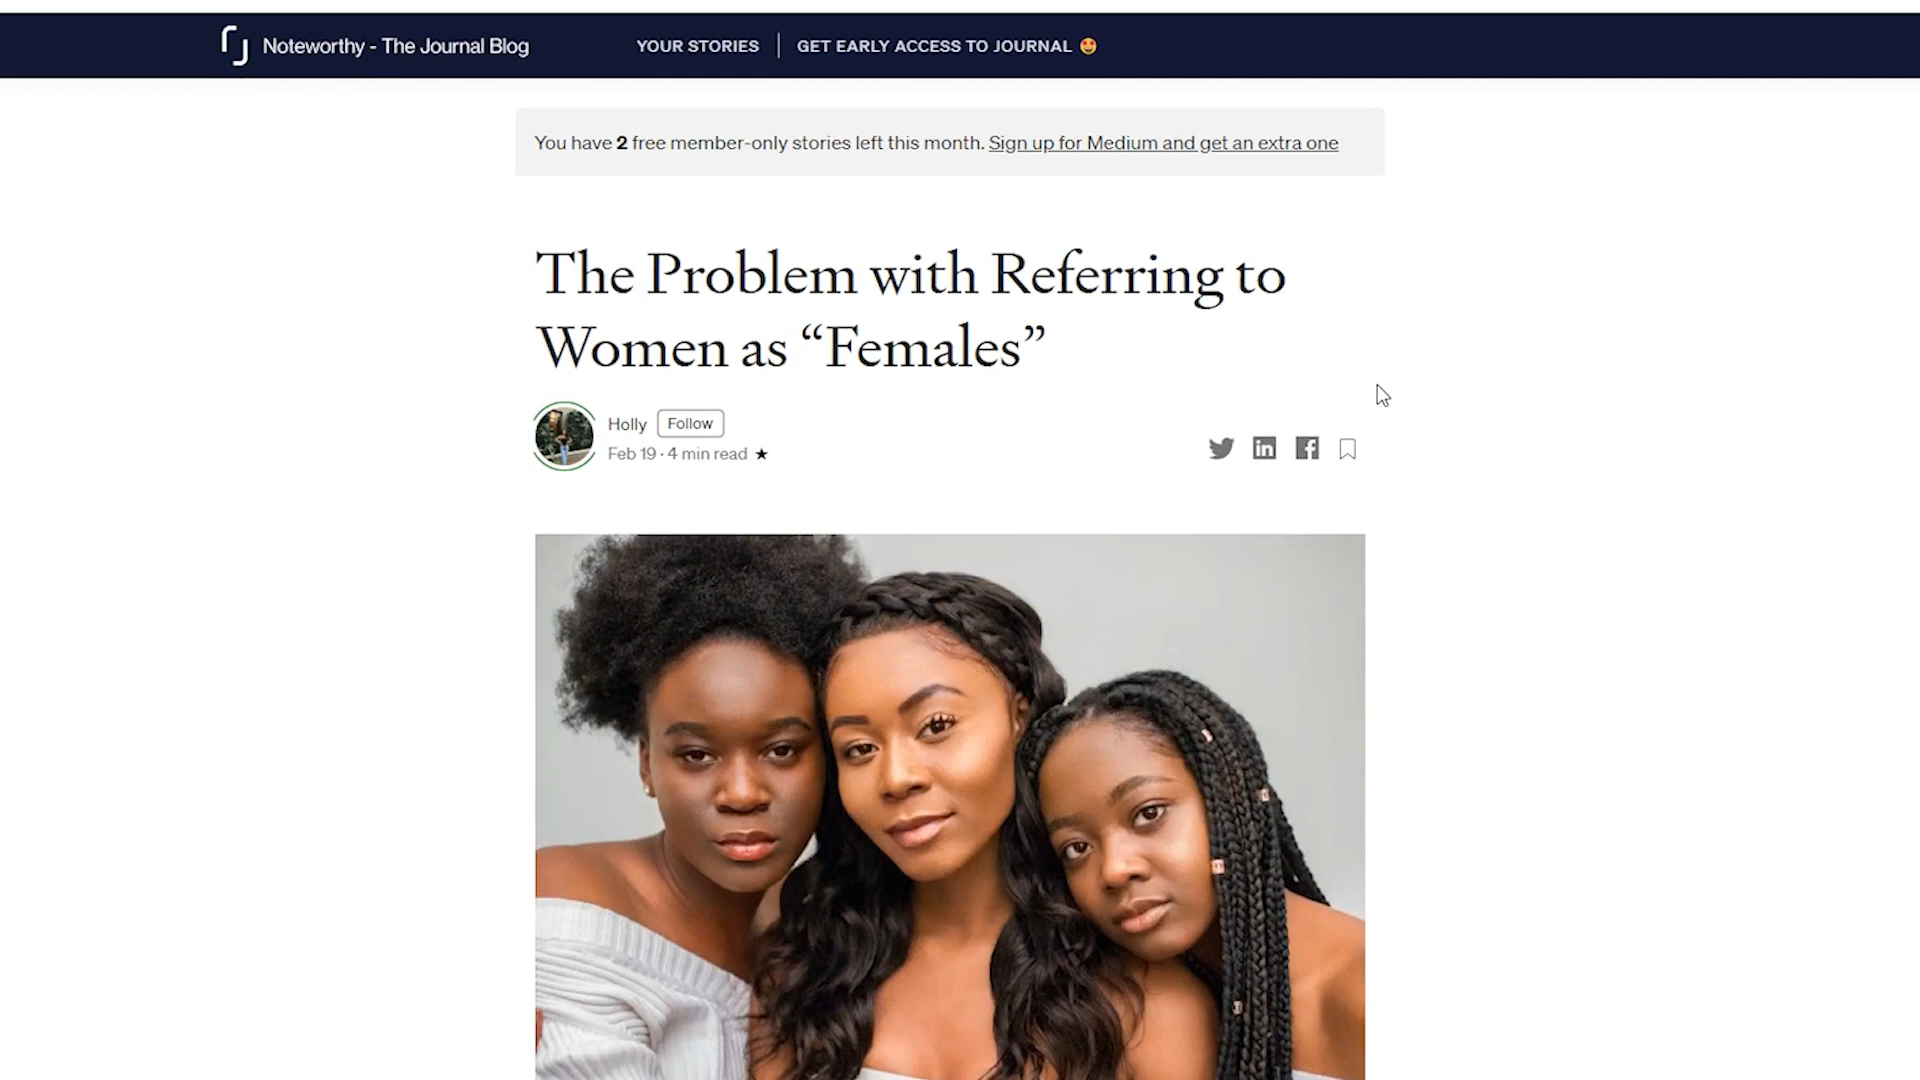 Noteworthy - The Journal Blog
YOUR STORIES
GET EARLY ACCESS TO JOURNAL 🤩
You have 2 free member-only stories left this month. Sign up for Medium and get an extra one
The Problem with Referring to
Women as “Females”
Holly Follow
Feb 19 · 4 min read ★